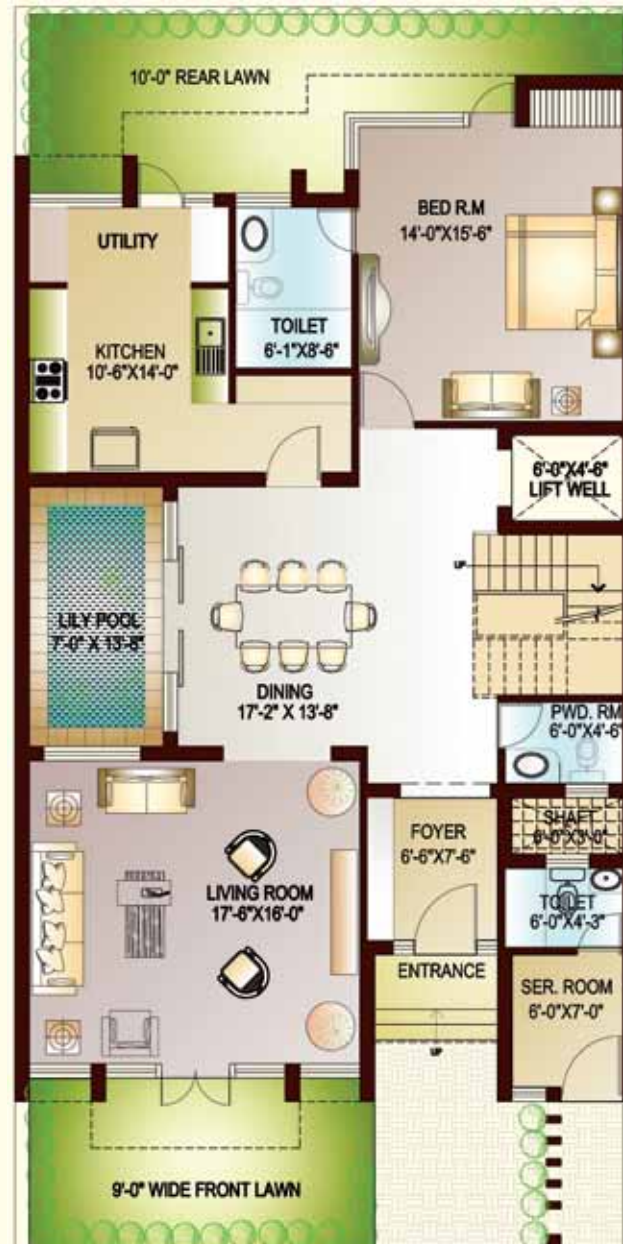 10'-0" REAR LAWN
BED R.M
14'-0"X15'-6"
UTILITY
TOILET
6'-1"X8'-6"
KITCHEN
10'-6"X14'-0"
6'-0"X4'-6"
LIFT WELL
UP
LILY POOL
7'-0" X 13'-8"
DINING
17'-2" X 13'-8"
PWD. RM
6'-0"X4'-6"
SHAFT
6'-0"X3'-0"
FOYER
6'-6"X7'-6"
LIVING ROOM
17'-6"X16'-0"
TOILET
6'-0"X4'-3"
ENTRANCE
SER. ROOM
6'-0"X7'-0"
UP
9'-0" WIDE FRONT LAWN